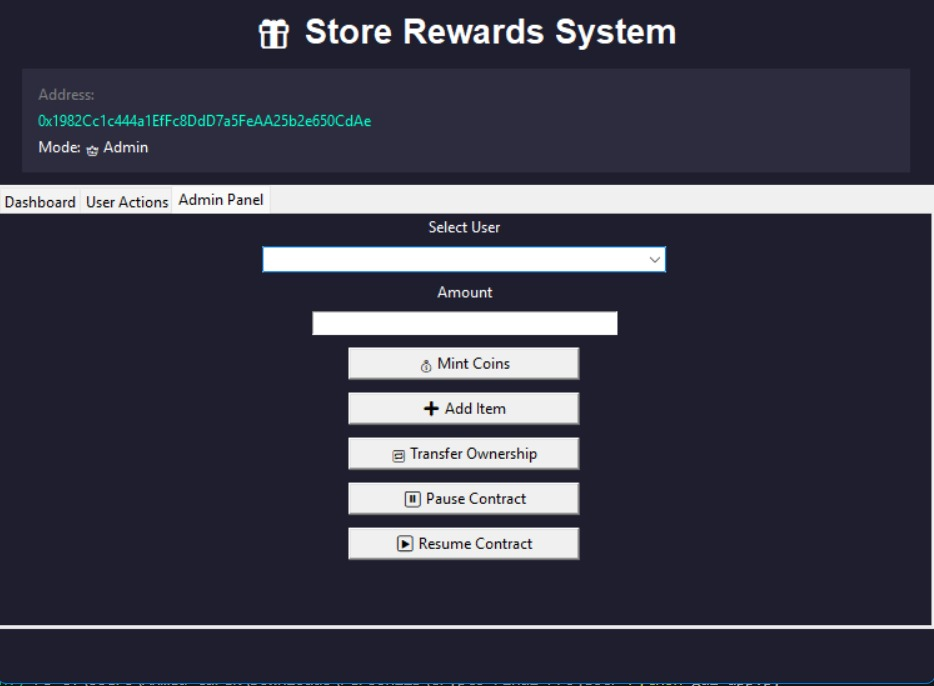 Store Rewards System
Address:
0x1982Cc1c444a1EfFc8DdD7a5FeAA25b2e650CdAe
Mode: Admin
Dashboard User Actions Admin Panel
Select User
Amount
Mint Coins
Add Item
Transfer Ownership
Pause Contract
Resume Contract